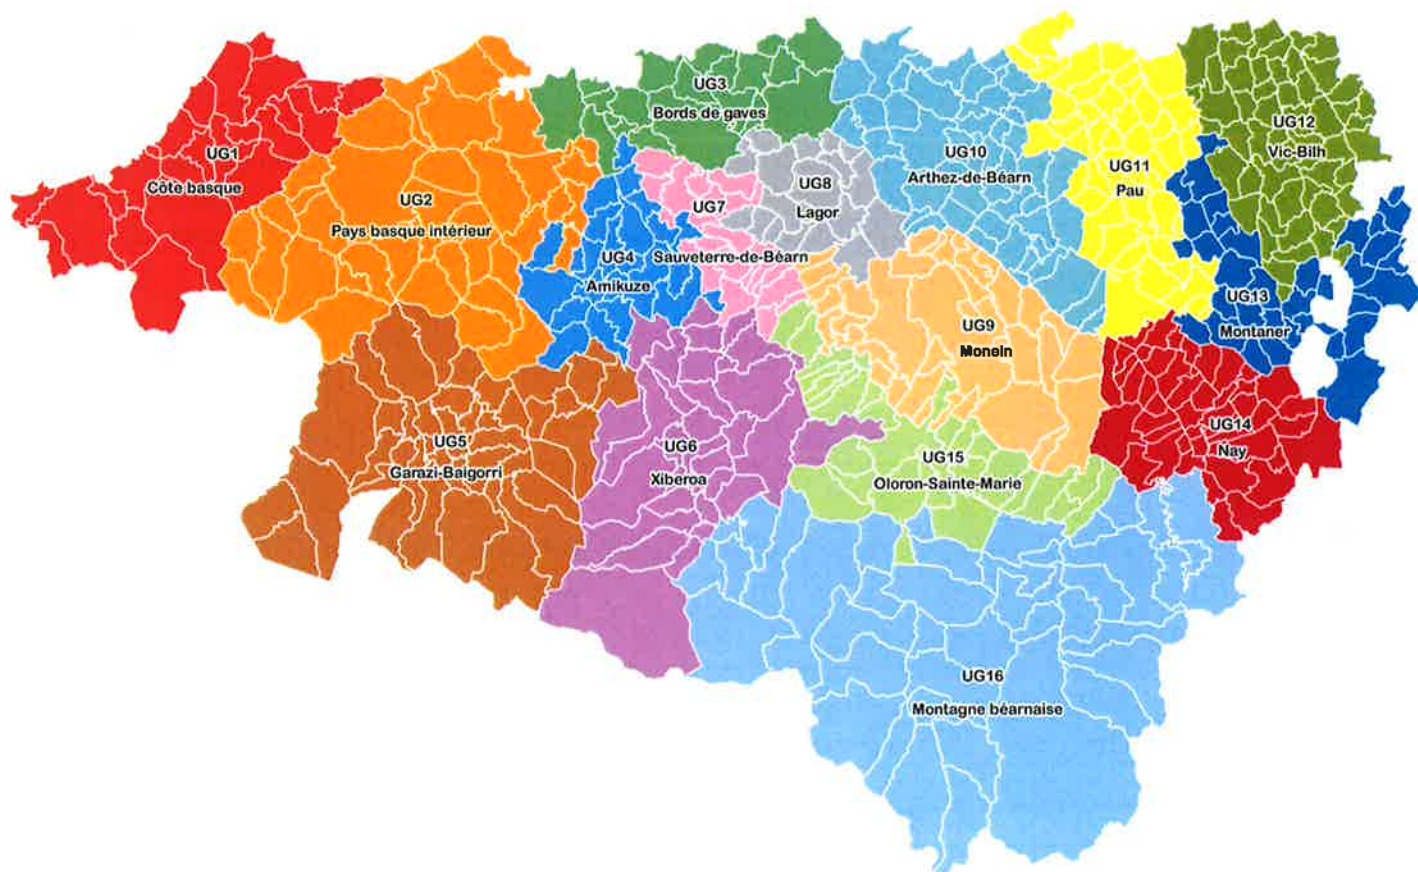 UG1
Côte basque
UG2
Pays basque intérieur
UG3
Bords de gaves
UG4
Amikuze
UG5
Garazi-Baigorri
UG6
Xiberoa
UG7
Sauveterre-de-Béarn
UG8
Lagor
UG9
Monein
UG10
Arthez-de-Béarn
UG11
Pau
UG12
Vic-Bilh
UG13
Montaner
UG14
Nay
UG15
Oloron-Sainte-Marie
UG16
Montagne béarnaise